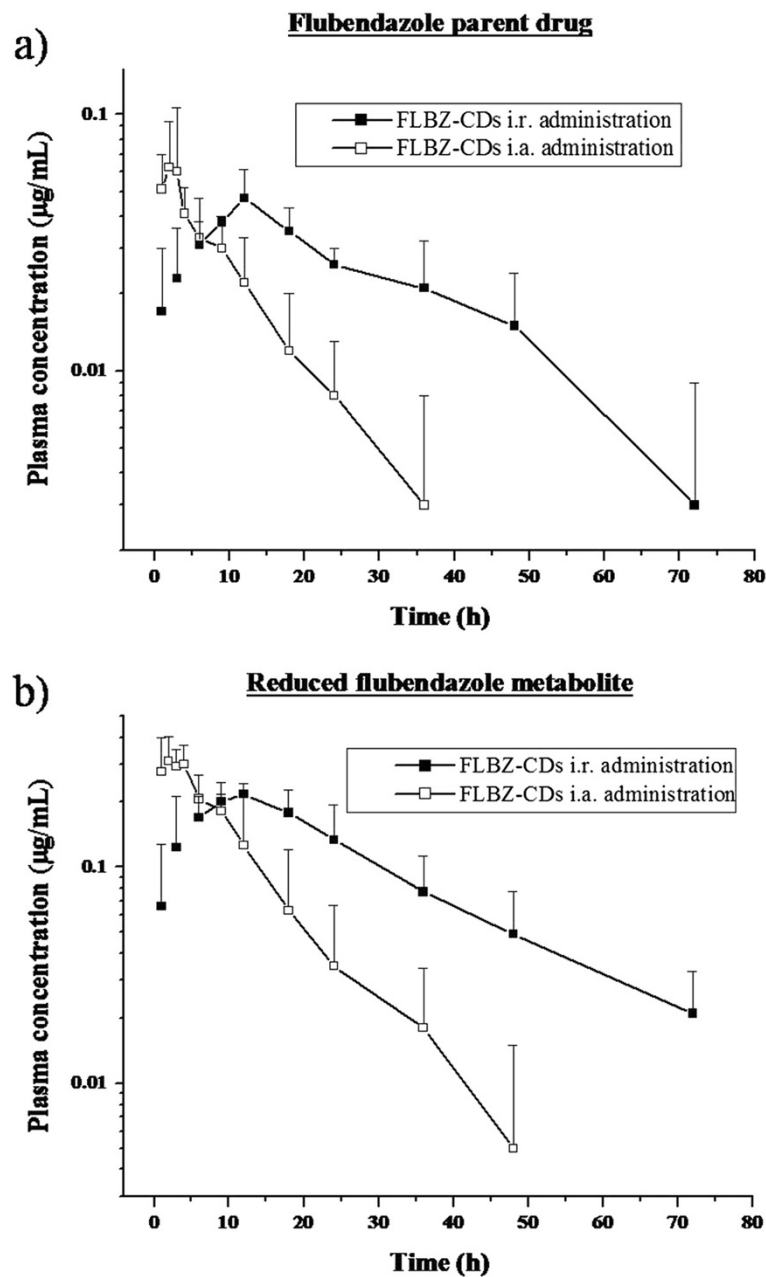 Flubendazole parent drug
a)
FLBZ-CDs i.r. administration
FLBZ-CDs i.a. administration
Plasma concentration (µg/mL)
0.1
0.01
0 10 20 30 40 50 60 70 80
Time (h)
Reduced flubendazole metabolite
b)
FLBZ-CDs i.r. administration
FLBZ-CDs i.a. administration
Plasma concentration (µg/mL)
0.1
0.01
0 10 20 30 40 50 60 70 80
Time (h)